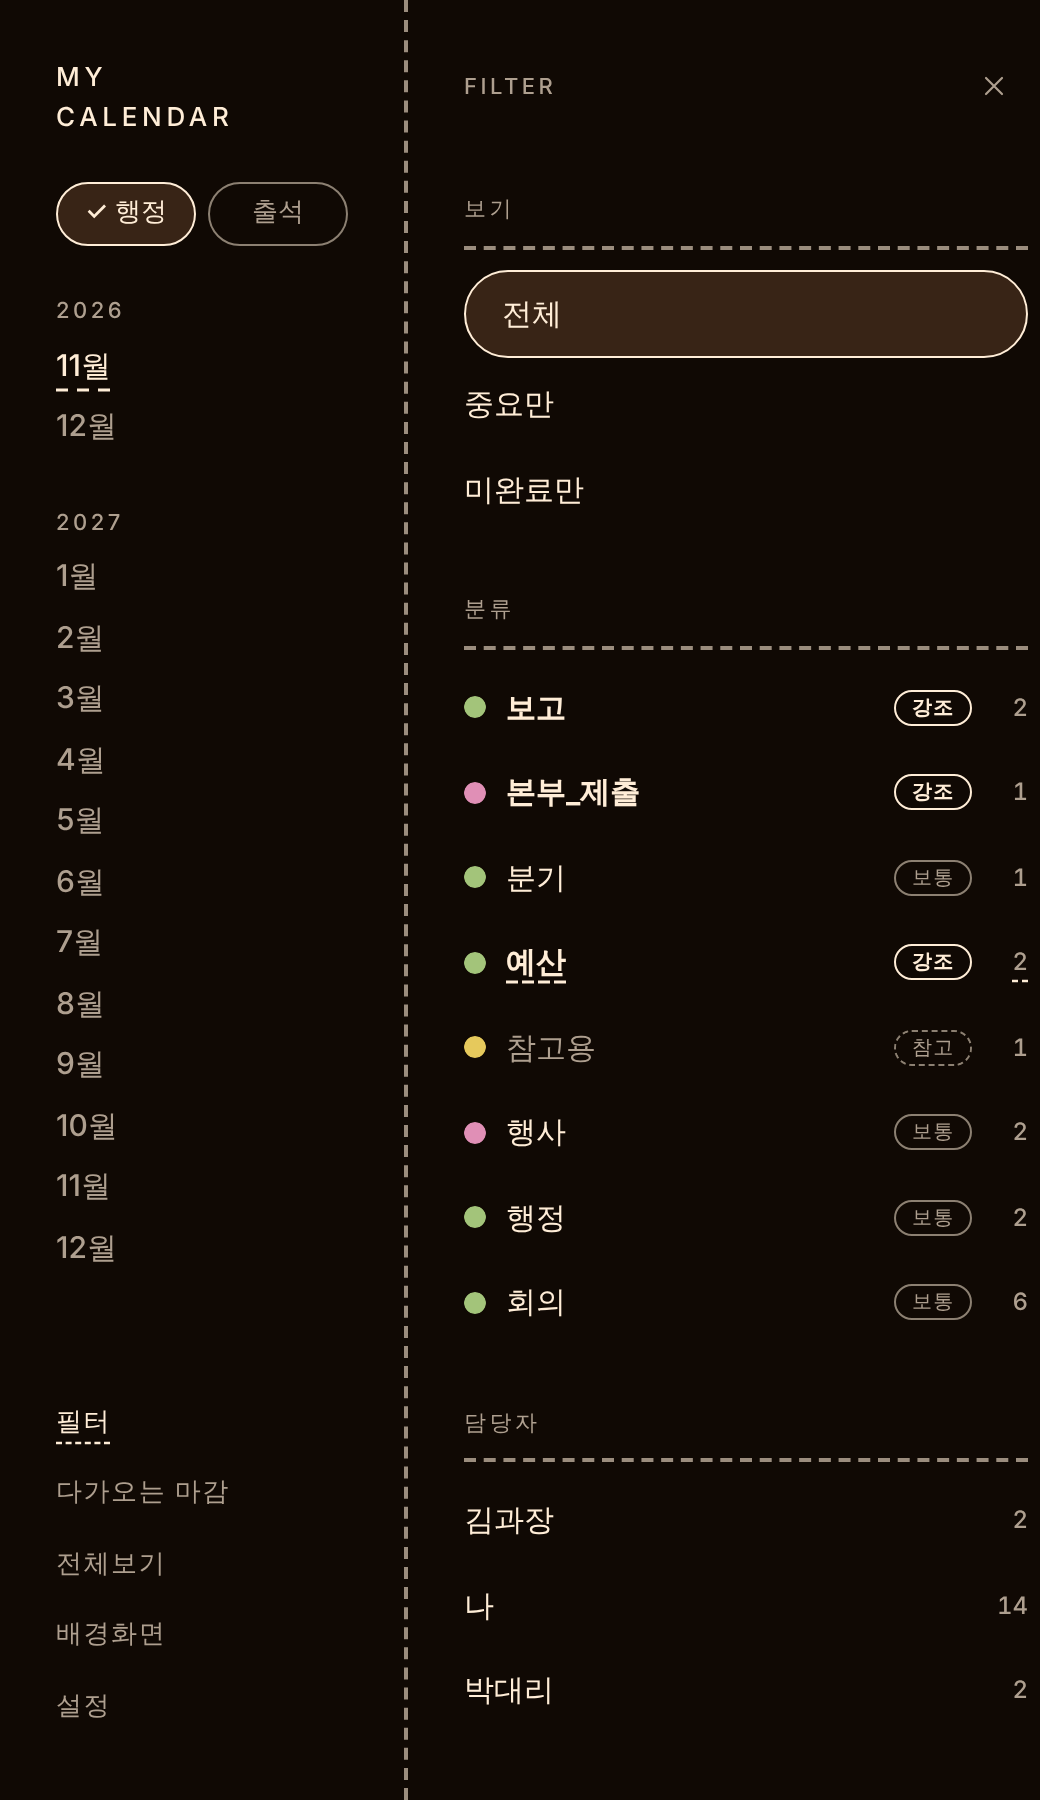 MY
CALENDAR
행정 출석
2026
11월
12월
2027
1월
2월
3월
4월
5월
6월
7월
8월
9월
10월
11월
12월
필터
다가오는 마감
전체보기
배경화면
설정
FILTER
보기
전체
중요만
미완료만
분류
보고 강조 2
본부_제출 강조 1
분기 보통 1
예산 강조 2
참고용 참고 1
행사 보통 2
행정 보통 2
회의 보통 6
담당자
김과장 2
나 14
박대리 2